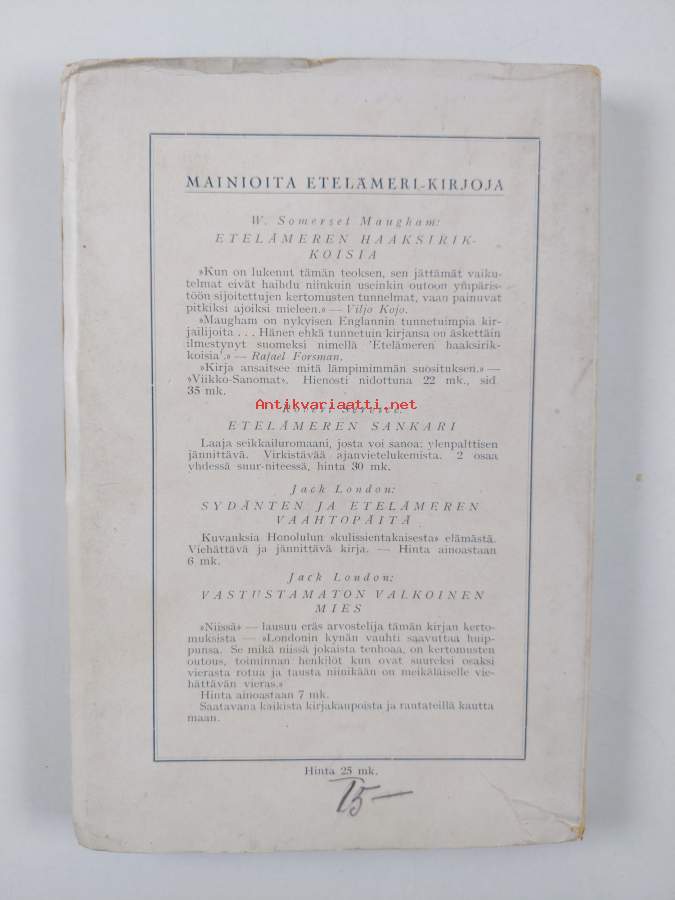 MAINIOITA ETELÄMERI-KIRJOJA
W. Somerset Maugham:
ETELÄMEREN HAAKSIRIK-
KOISIA
»Kun on lukenut tämän teoksen, sen jättämät vaiku-
telmat eivät haihdu niinkuin useinkin outoon ympäris-
töön sijoitettujen kertomusten tunnelmat, vaan painuvat
pitkiksi ajoiksi mieleen.» — Viljo Kojo.
»Maugham on nykyisen Englannin tunnetuimpia kir-
jailijoita . . . Hänen ehkä tunnetuin kirjansa on äskettäin
ilmestynyt suomeksi nimellä 'Etelämeren haaksirik-
koisia'.» — Rafael Forsman.
»Kirja ansaitsee mitä lämpimimmän suosituksen.» —
»Viikko-Sanomat». Hienosti nidottuna 22 mk., sid.
35 mk.
Antikvariaatti.net
Robert Service:
ETELÄMEREN SANKARI
Laaja seikkailuromaani, josta voi sanoa: ylenpalttisen
jännittävä. Virkistävää ajanvietelukemista. 2 osaa
yhdessä suur-niteessä, hinta 30 mk.
Jack London:
SYDÄNTEN JA ETELÄMEREN
VAAHTOPÄITÄ
Kuvauksia Honolulun »kulissientakaisesta» elämästä.
Viehättävä ja jännittävä kirja. — Hinta ainoastaan
6 mk.
Jack London:
VASTUSTAMATON VALKOINEN
MIES
»Niissä» — lausuu eräs arvostelija tämän kirjan kerto-
muksista — »Londonin kynän vauhti saavuttaa huip-
punsa. Se mikä niissä jokaista tenhoaa, on kertomusten
outous, toiminnan henkilöt kun ovat suureksi osaksi
vierasta rotua ja tausta niinikään on meikäläiselle vie-
hättävän vieras.»
Hinta ainoastaan 7 mk.
Saatavana kaikista kirjakaupoista ja rautateillä kautta
maan.
Hinta 25 mk.
15—